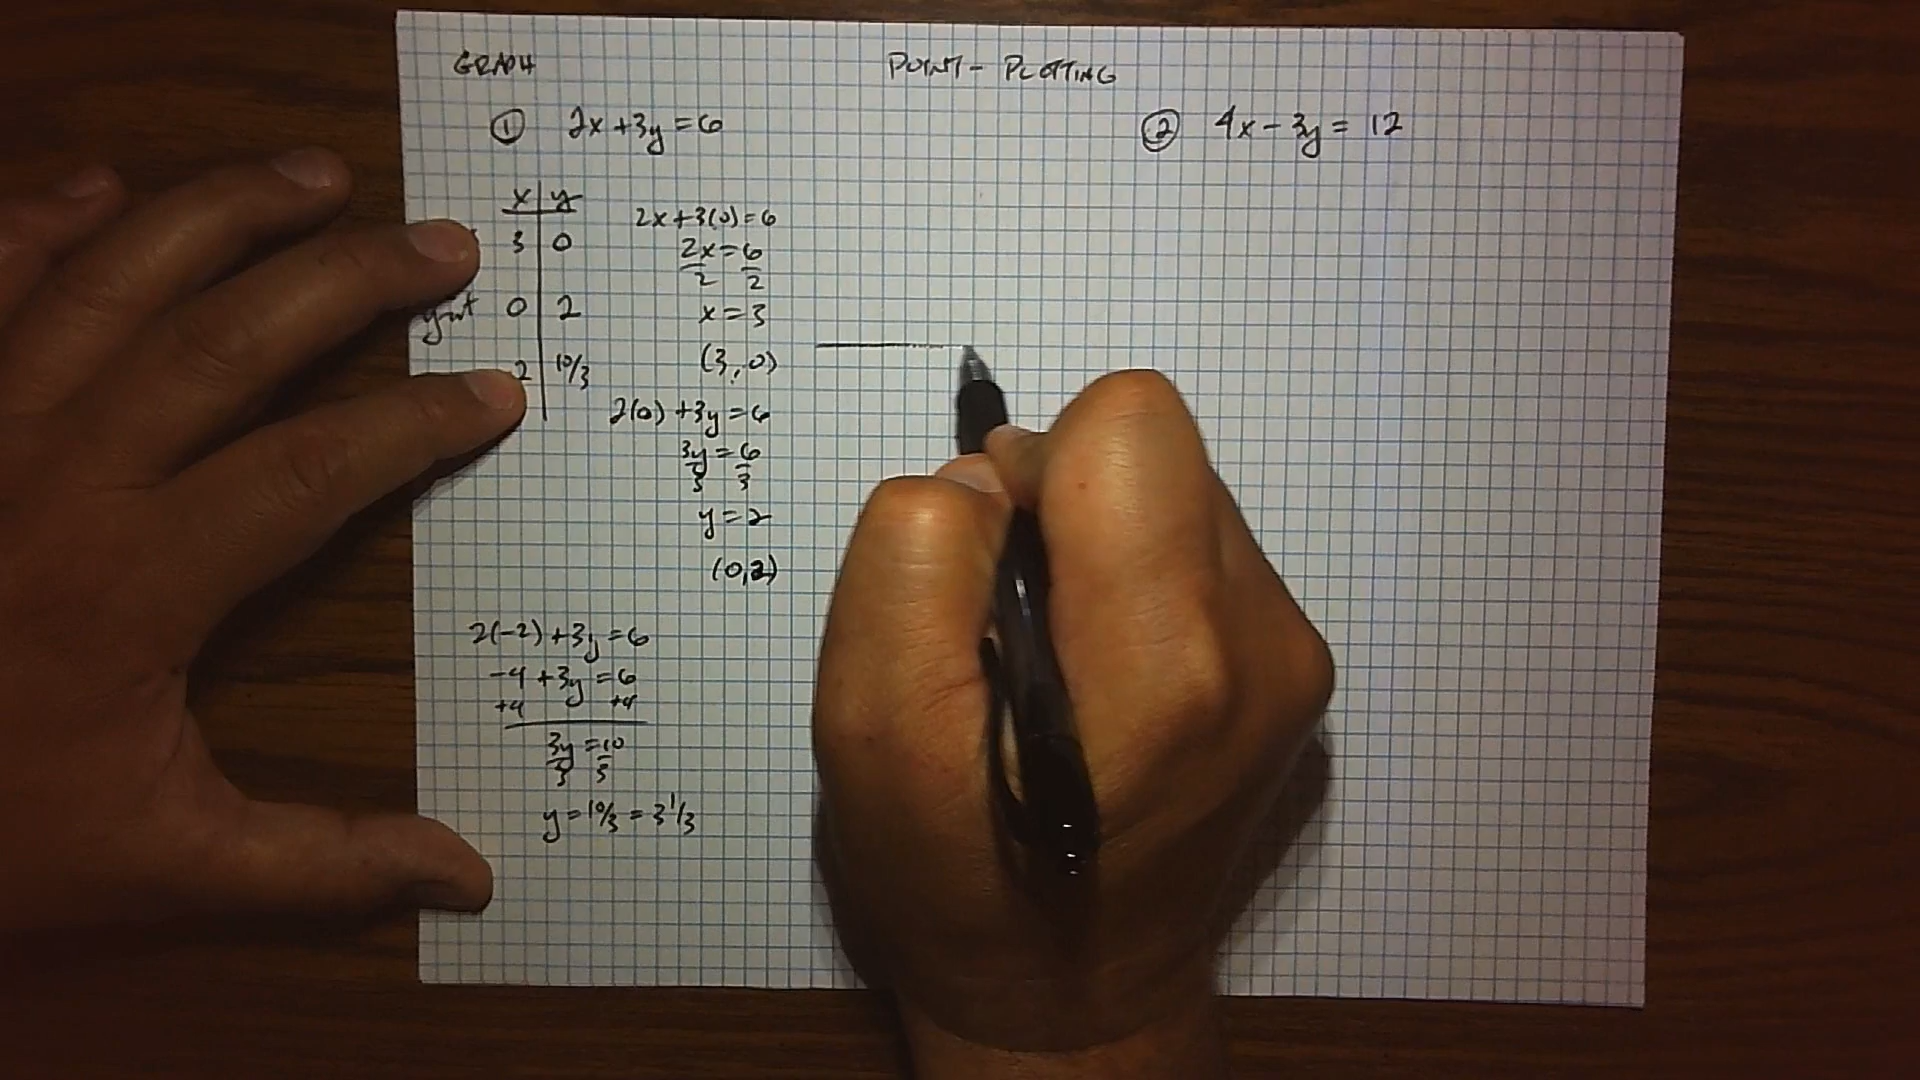 GRAPH
POINT - PLOTTING
① 2x + 3y = 6
② 4x - 3y = 12
x | y
3 | 0
y int 0 | 2
2 | 10/3
2x + 3(0) = 6
2x = 6
2 2
x = 3
(3, 0)
2(0) + 3y = 6
3y = 6
3 3
y = 2
(0, 2)
2(-2) + 3y = 6
-4 + 3y = 6
+4 +4
3y = 10
3 3
y = 10/3 = 3 1/3